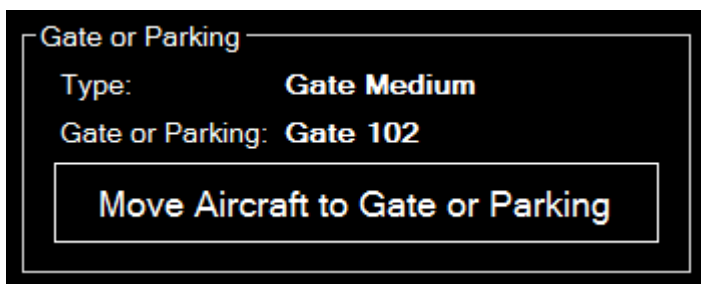 Gate or Parking
Type: Gate Medium
Gate or Parking: Gate 102
Move Aircraft to Gate or Parking